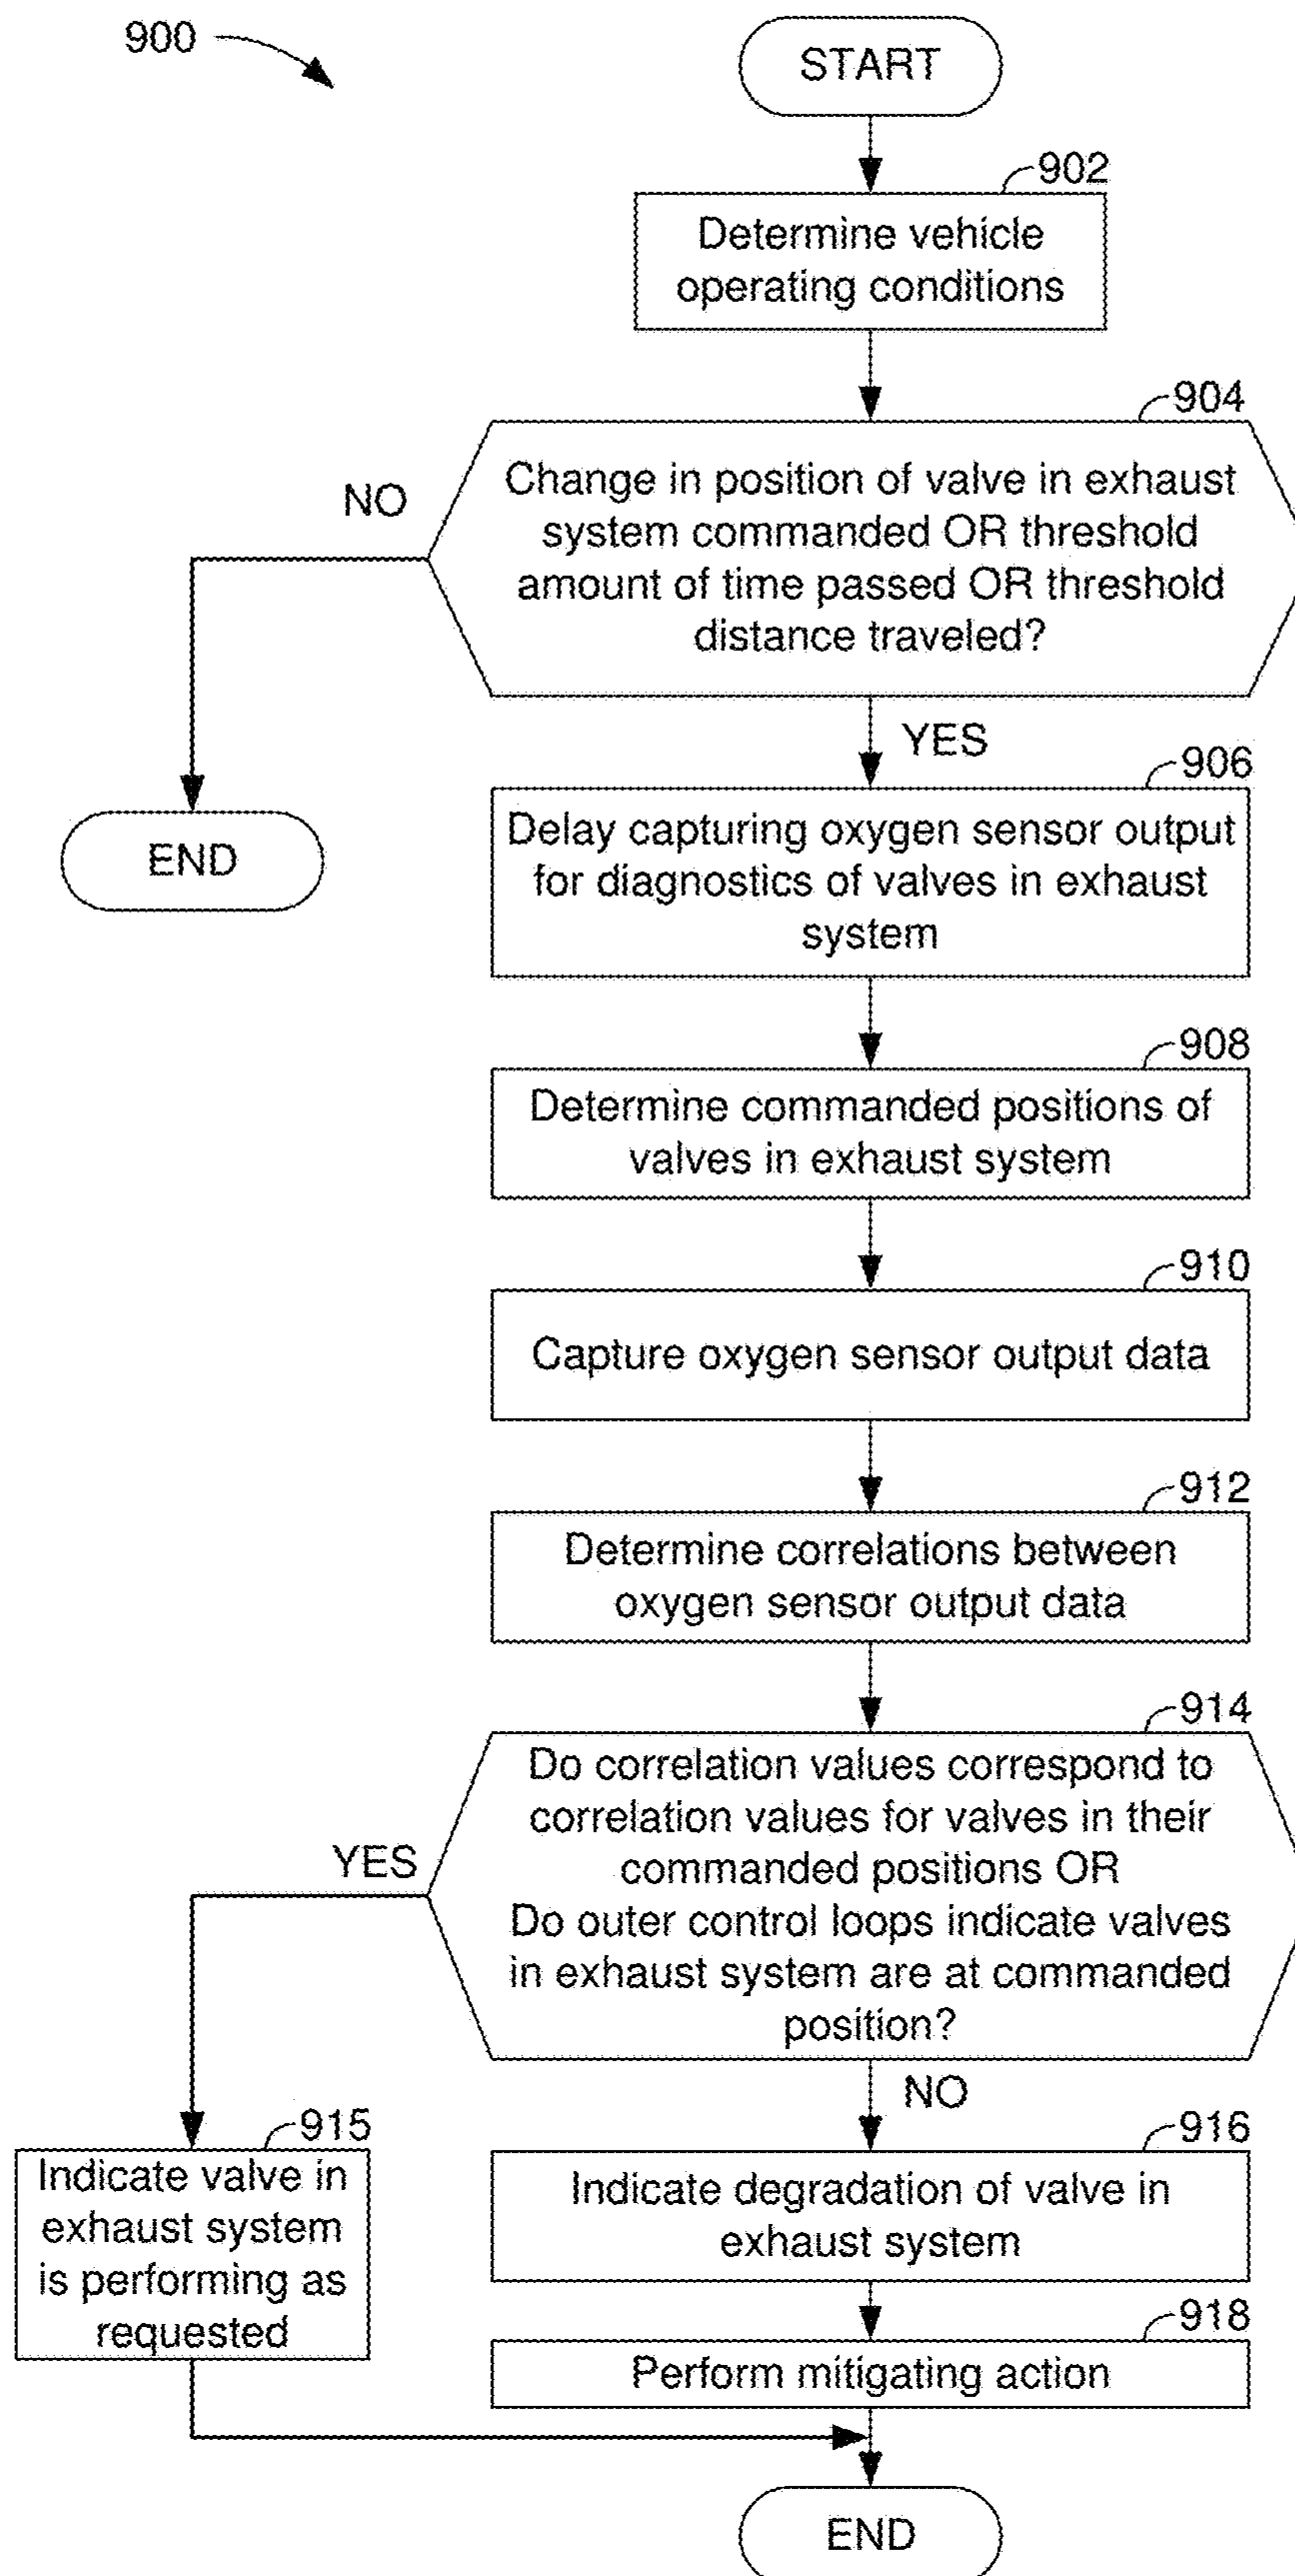 900
START
902
Determine vehicle
operating conditions
904
Change in position of valve in exhaust
system commanded OR threshold
amount of time passed OR threshold
distance traveled?
NO
YES
END
906
Delay capturing oxygen sensor output
for diagnostics of valves in exhaust
system
908
Determine commanded positions of
valves in exhaust system
910
Capture oxygen sensor output data
912
Determine correlations between
oxygen sensor output data
914
Do correlation values correspond to
correlation values for valves in their
commanded positions OR
Do outer control loops indicate valves
in exhaust system are at commanded
position?
YES
NO
915
Indicate valve in
exhaust system
is performing as
requested
916
Indicate degradation of valve in
exhaust system
918
Perform mitigating action
END